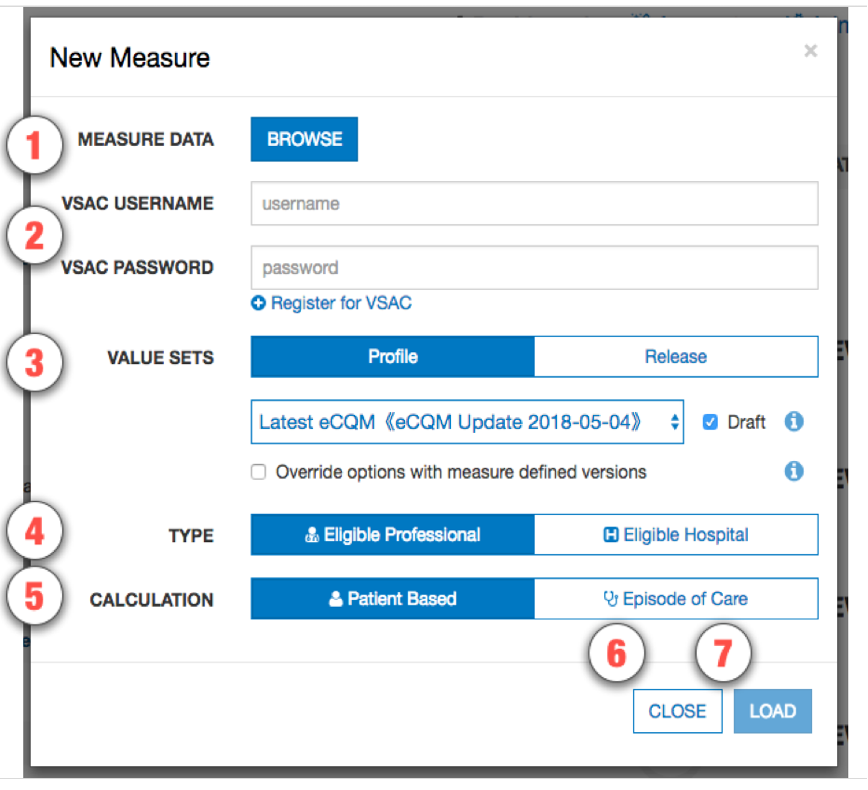 New Measure ×
1 MEASURE DATA BROWSE
VSAC USERNAME username
2
VSAC PASSWORD password
Register for VSAC
3 VALUE SETS Profile Release
Latest eCQM 《eCQM Update 2018-05-04》 Draft
Override options with measure defined versions
4 TYPE Eligible Professional H Eligible Hospital
5 CALCULATION Patient Based Episode of Care
6 7
CLOSE LOAD